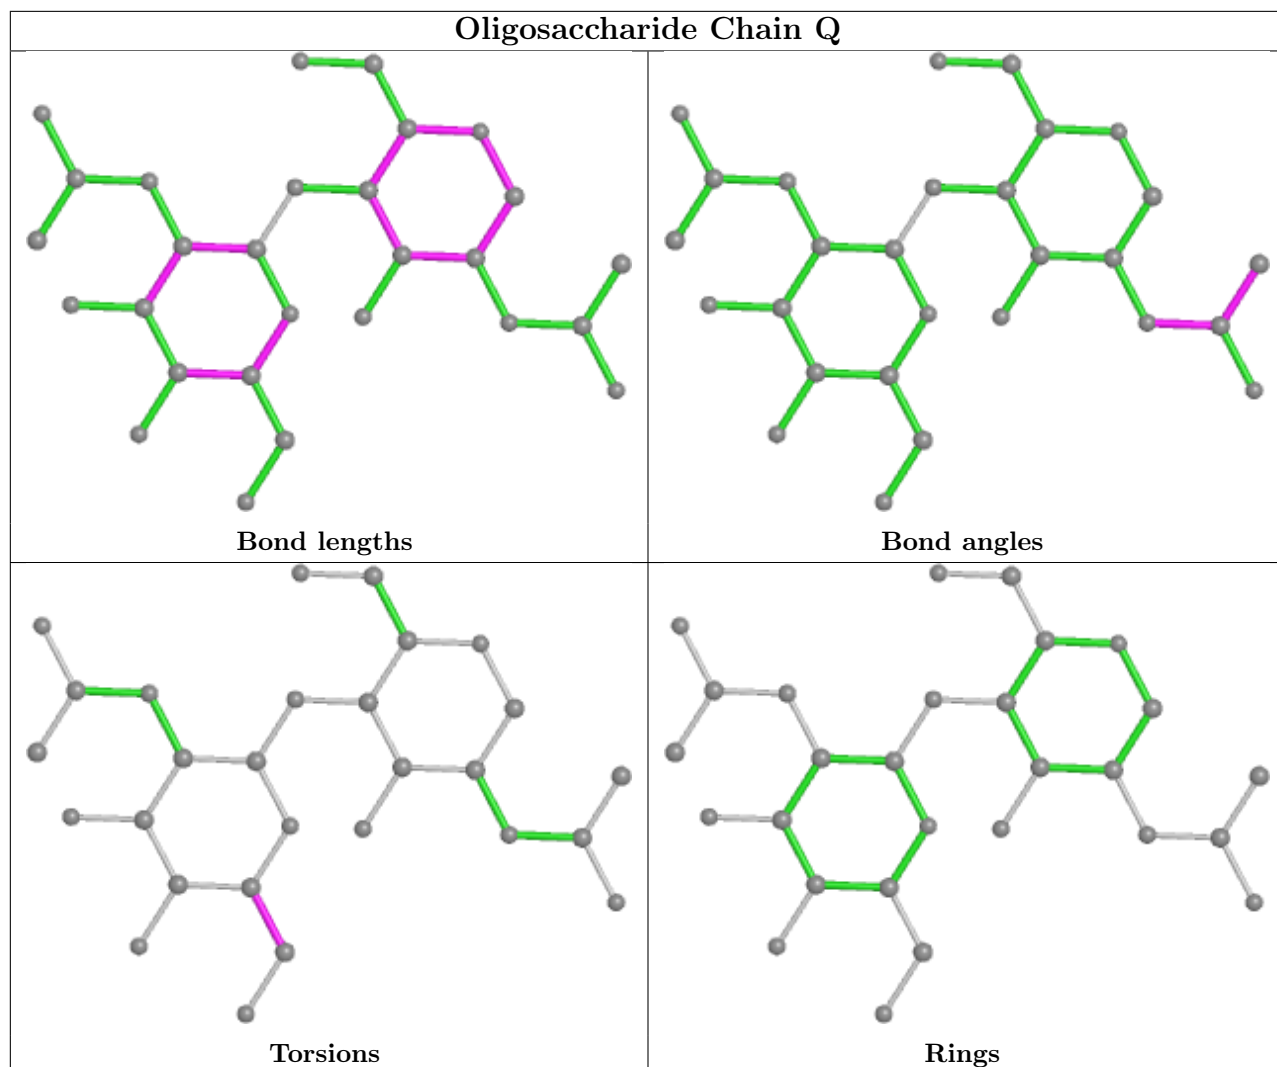 Oligosaccharide Chain Q
Bond lengths
Bond angles
Torsions
Rings